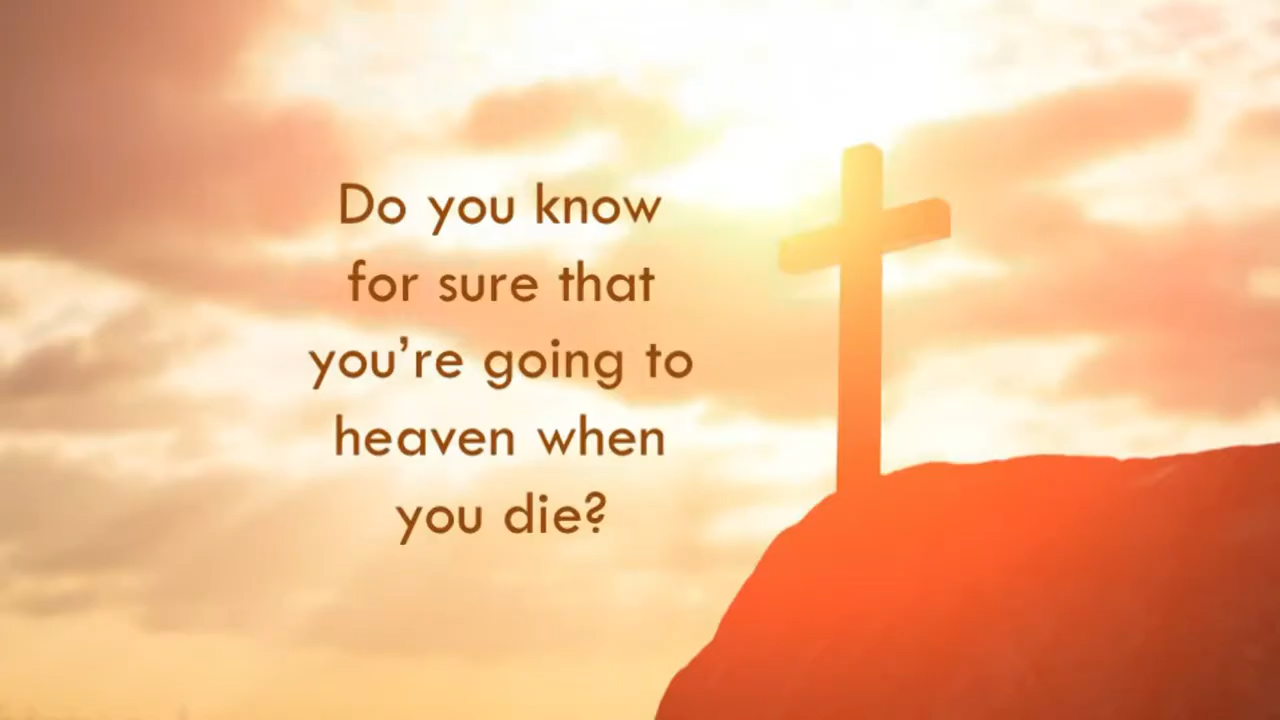 Do you know
for sure that
you’re going to
heaven when
you die?